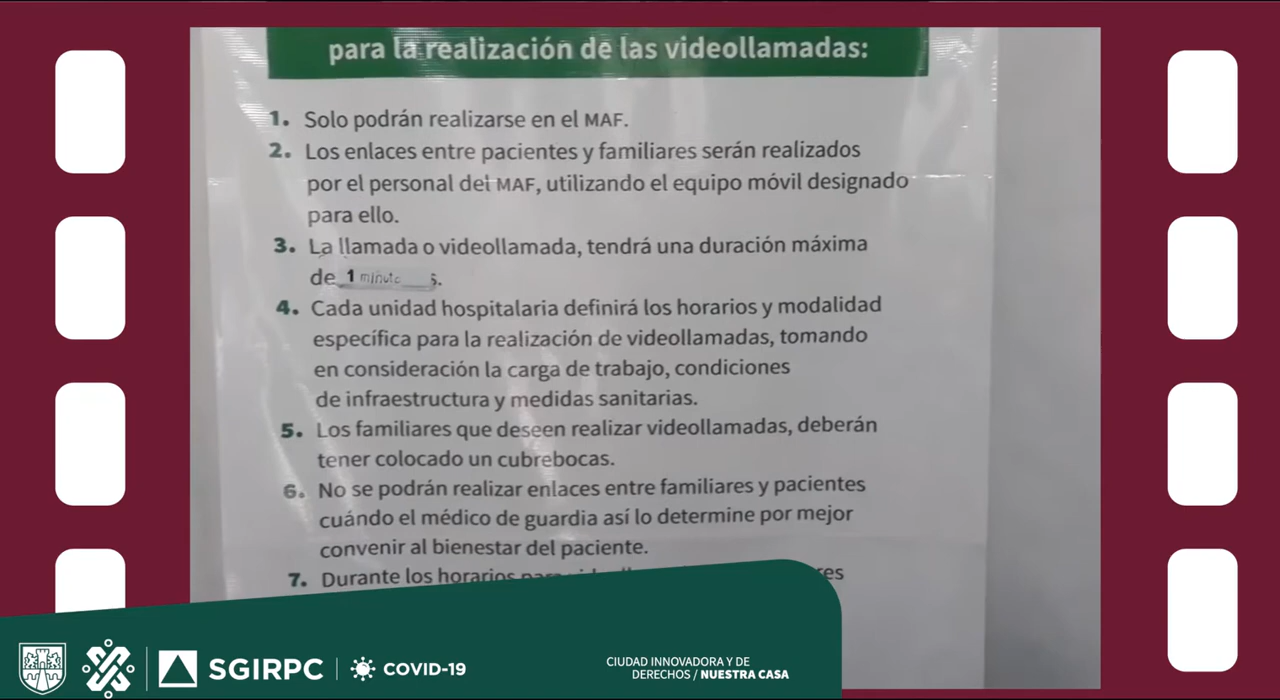 para la realización de las videollamadas:
1. Solo podrán realizarse en el MAF.
2. Los enlaces entre pacientes y familiares serán realizados
por el personal del MAF, utilizando el equipo móvil designado
para ello.
3. La llamada o videollamada, tendrá una duración máxima
de 1 minuto s.
4. Cada unidad hospitalaria definirá los horarios y modalidad
específica para la realización de videollamadas, tomando
en consideración la carga de trabajo, condiciones
de infraestructura y medidas sanitarias.
5. Los familiares que deseen realizar videollamadas, deberán
tener colocado un cubrebocas.
6. No se podrán realizar enlaces entre familiares y pacientes
cuándo el médico de guardia así lo determine por mejor
convenir al bienestar del paciente.
7. Durante los horarios
SGIRPC
COVID-19
CIUDAD INNOVADORA Y DE
DERECHOS / NUESTRA CASA